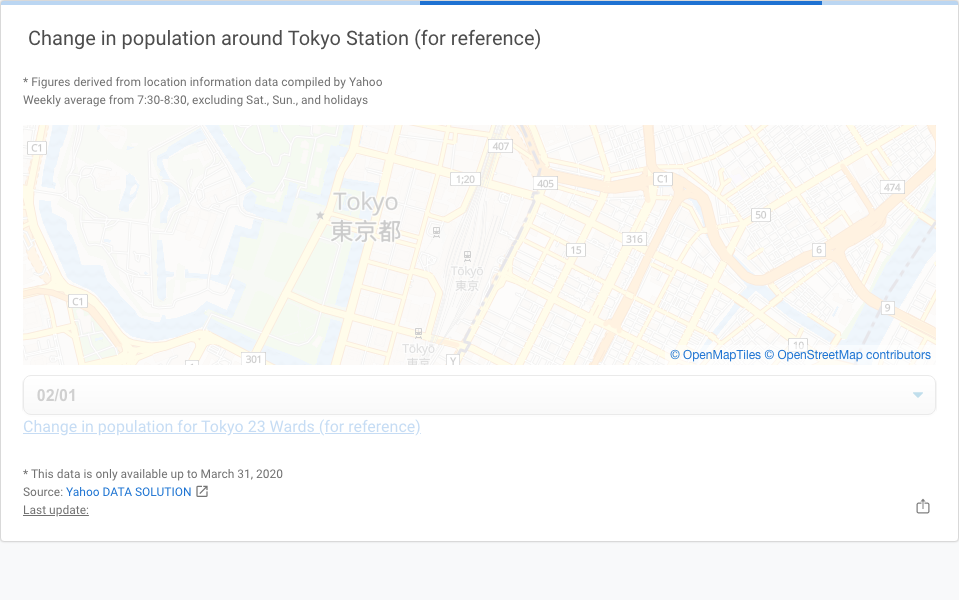 Change in population around Tokyo Station (for reference)
* Figures derived from location information data compiled by Yahoo
Weekly average from 7:30-8:30, excluding Sat., Sun., and holidays
C1
407
1;20
405
C1
474
Tokyo
東京都
50
316
15
6
Tōkyō
東京
C1
9
301
Tōkyō
東京
Y
10
© OpenMapTiles © OpenStreetMap contributors
02/01
Change in population for Tokyo 23 Wards (for reference)
* This data is only available up to March 31, 2020
Source: Yahoo DATA SOLUTION
Last update: